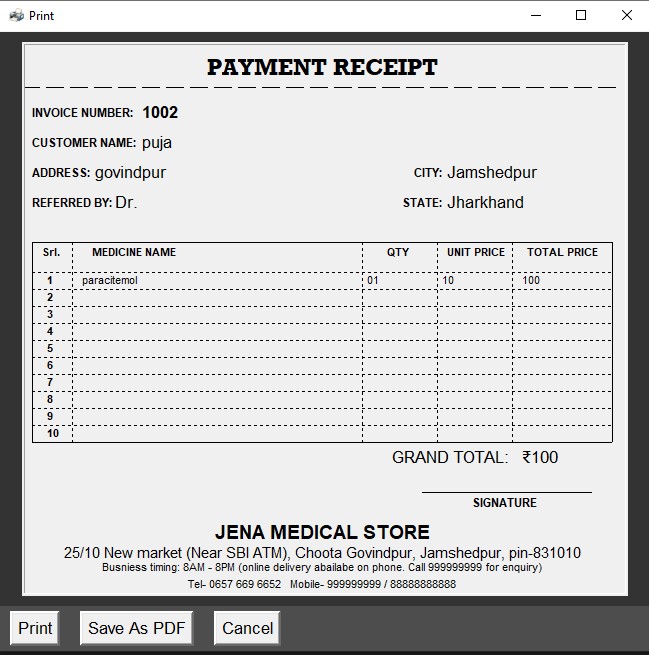 Print
PAYMENT RECEIPT
INVOICE NUMBER: 1002
CUSTOMER NAME: puja
ADDRESS: govindpur CITY: Jamshedpur
REFERRED BY: Dr. STATE: Jharkhand
Srl. MEDICINE NAME QTY UNIT PRICE TOTAL PRICE
1 paracitemol 01 10 100
2
3
4
5
6
7
8
9
10
GRAND TOTAL: ₹100
SIGNATURE
JENA MEDICAL STORE
25/10 New market (Near SBI ATM), Choota Govindpur, Jamshedpur, pin-831010
Busniess timing: 8AM - 8PM (online delivery abailabe on phone. Call 999999999 for enquiry)
Tel- 0657 669 6652 Mobile- 999999999 / 88888888888
Print Save As PDF Cancel